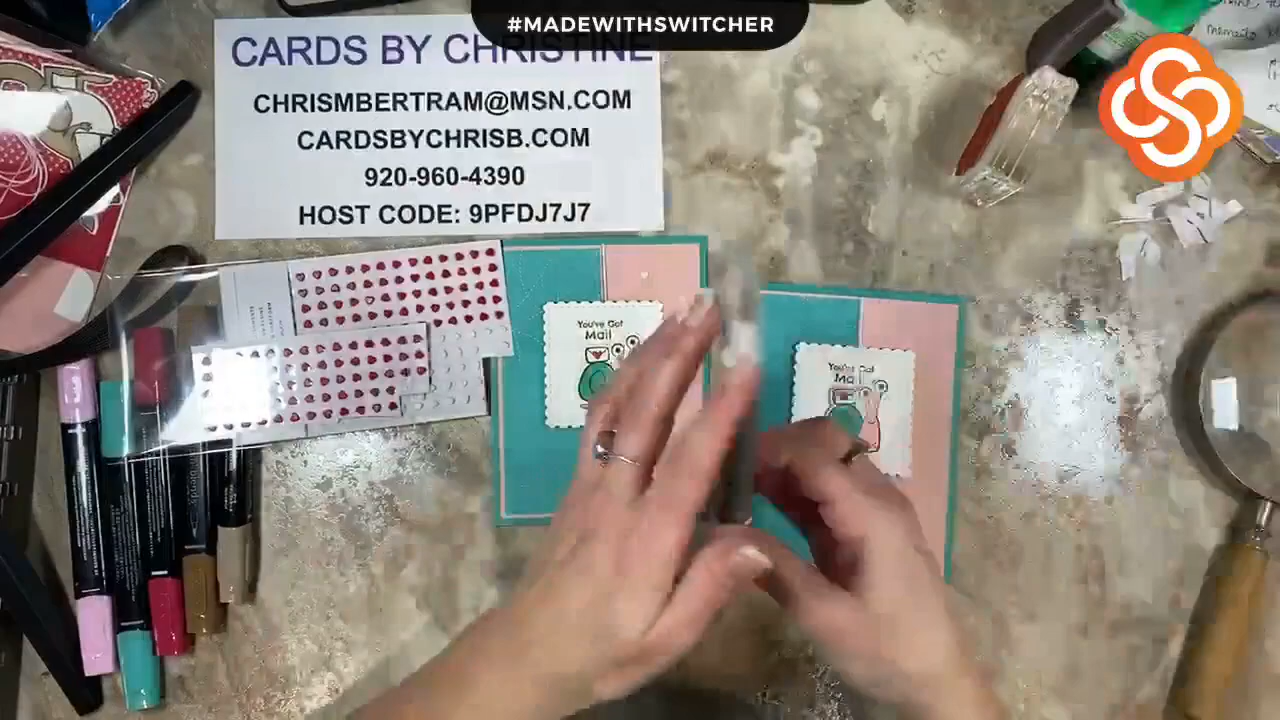 #MADEWITHSWITCHER
CARDS BY CHRISTINE
CHRISMBERTRAM@MSN.COM
CARDSBYCHRISB.COM
920-960-4390
HOST CODE: 9PFDJ7J7
You've Got
Mail
You've Got
Mail